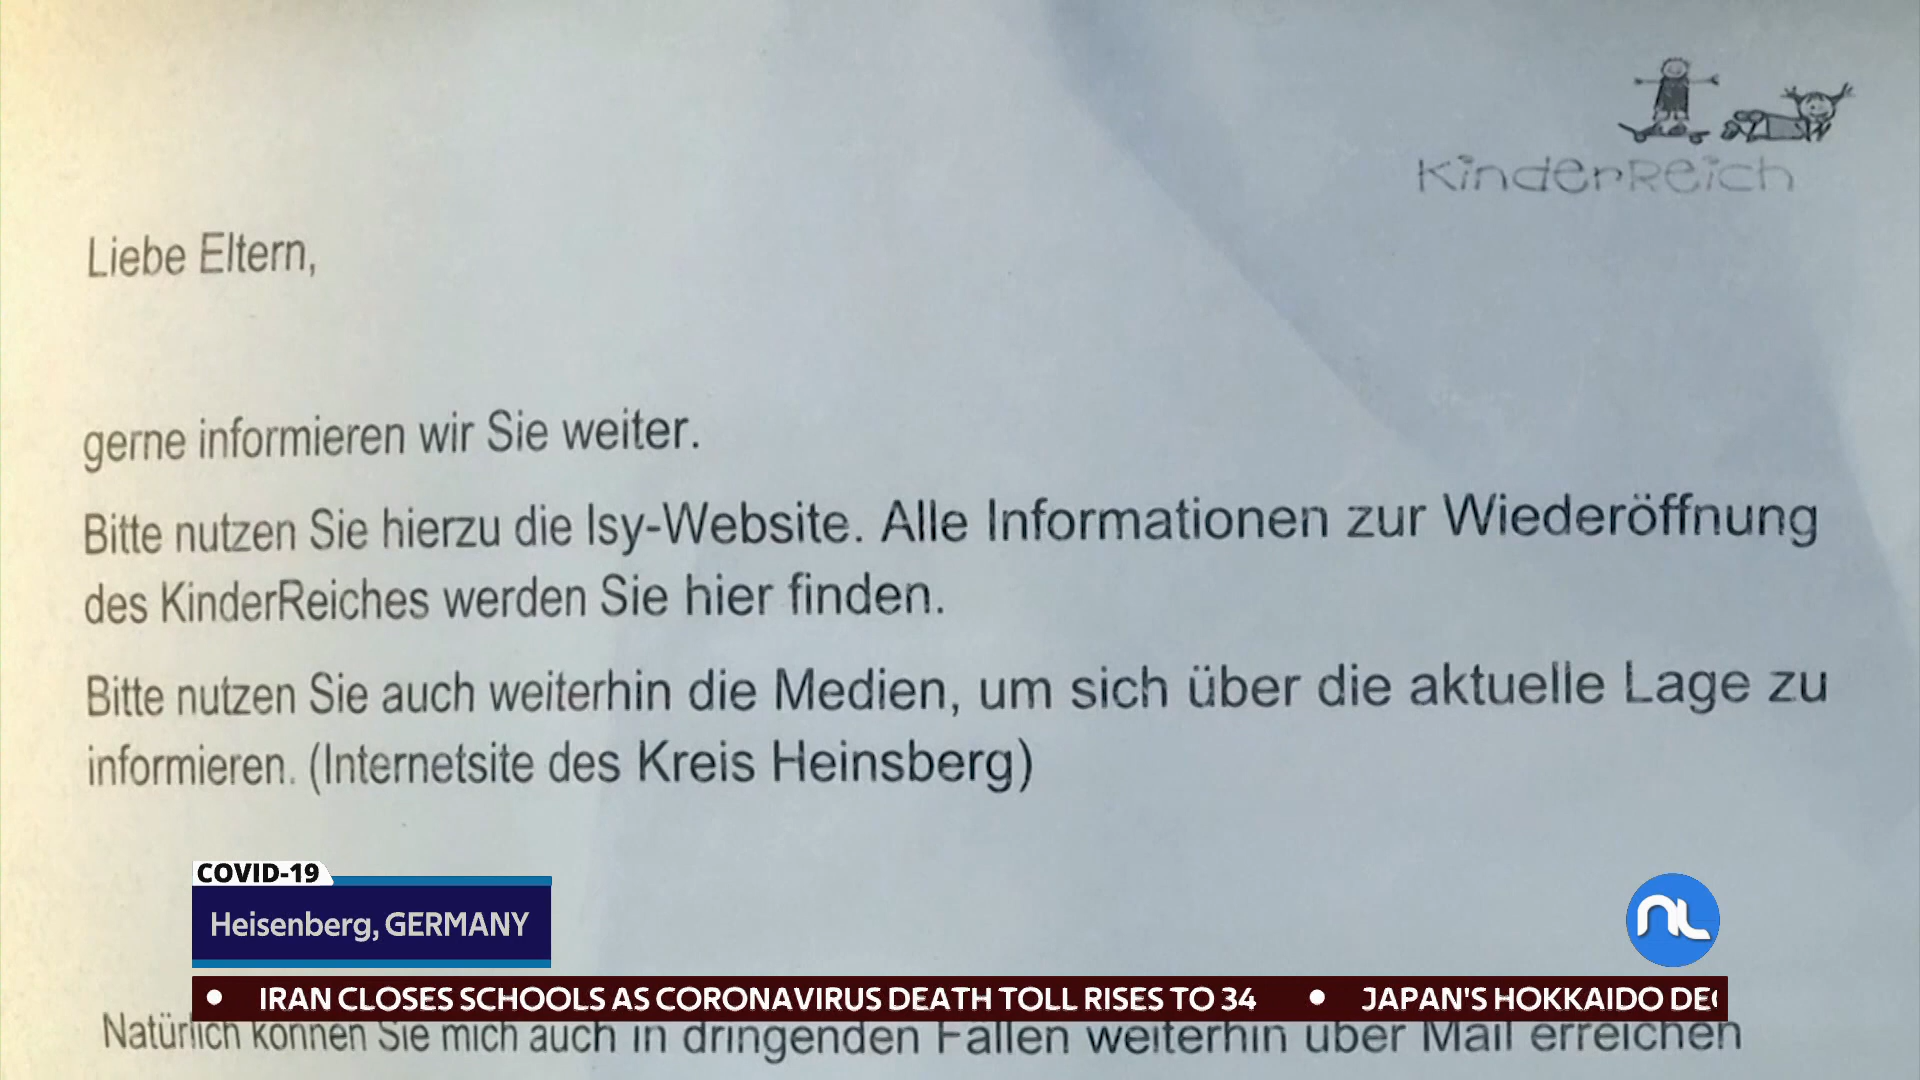 KinderReich
Liebe Eltern,
gerne informieren wir Sie weiter.
Bitte nutzen Sie hierzu die Isy-Website. Alle Informationen zur Wiederöffnung
des KinderReiches werden Sie hier finden.
Bitte nutzen Sie auch weiterhin die Medien, um sich über die aktuelle Lage zu
informieren. (Internetsite des Kreis Heinsberg)
COVID-19
Heisenberg, GERMANY
NL
• IRAN CLOSES SCHOOLS AS CORONAVIRUS DEATH TOLL RISES TO 34 • JAPAN'S HOKKAIDO DEC
Natürlich können Sie mich auch in dringenden Fällen weiterhin über Mail erreichen